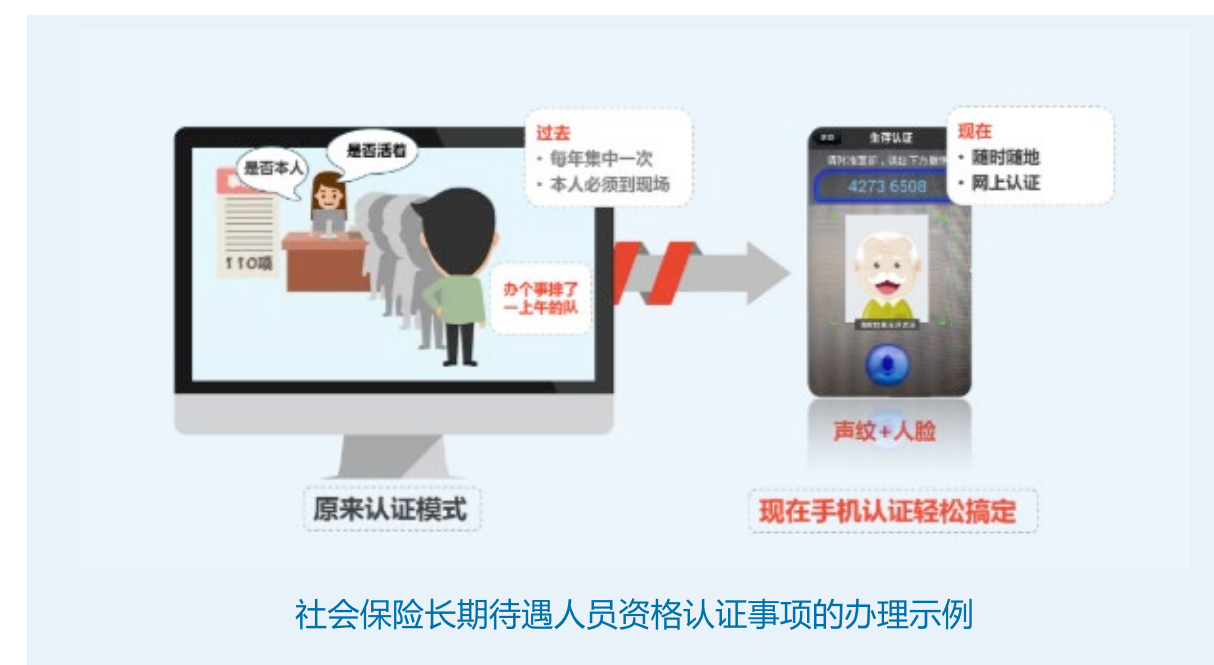 是否本人
是否活着
110项
过去
· 每年集中一次
· 本人必须到现场
办个事排了
一上午的队
原来认证模式
生存认证
4273 6508
现在
· 随时随地
· 网上认证
声纹+人脸
现在手机认证轻松搞定
社会保险长期待遇人员资格认证事项的办理示例